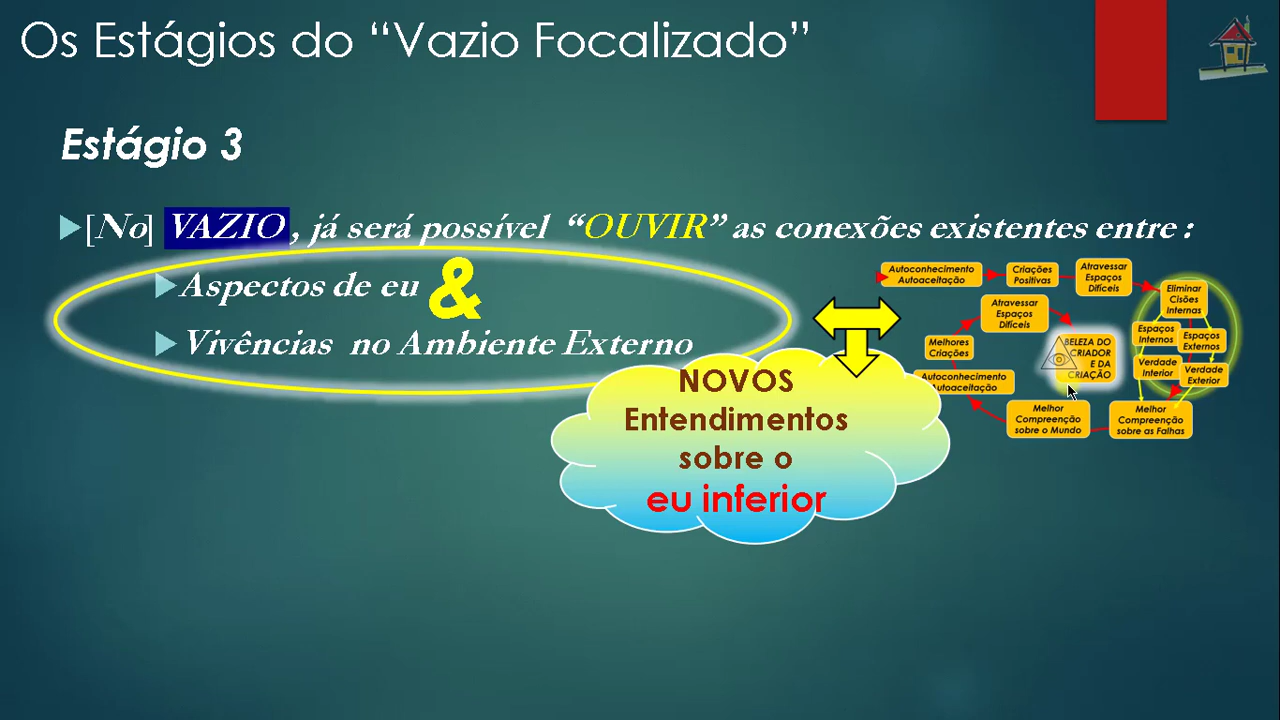 Os Estágios do “Vazio Focalizado”
Estágio 3
[No] VAZIO , já será possível “OUVIR” as conexões existentes entre :
Aspectos de eu &
Vivências no Ambiente Externo
NOVOS
Entendimentos
sobre o
eu inferior
Autoconhecimento
Autoaceitação
Criações
Positivas
Atravessar
Espaços
Difíceis
Eliminar
Cisões
Internas
Espaços
Internos
Espaços
Externos
Verdade
Interior
Verdade
Exterior
Melhor
Compreenção
sobre as Falhas
Melhor
Compreenção
sobre o Mundo
Autoconhecimento
Autoaceitação
Melhores
Criações
Atravessar
Espaços
Difíceis
BELEZA DO
CRIADOR
E DA
CRIAÇÃO